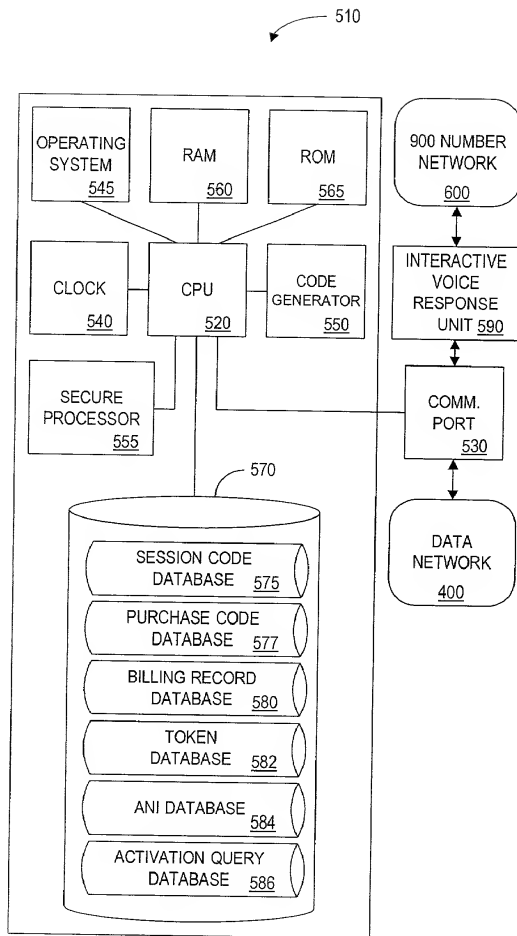 510
OPERATING
SYSTEM
545
RAM
560
ROM
565
900 NUMBER
NETWORK
600
CLOCK
540
CPU
520
CODE
GENERATOR
550
INTERACTIVE
VOICE
RESPONSE
UNIT 590
SECURE
PROCESSOR
555
COMM.
PORT
530
570
DATA
NETWORK
400
SESSION CODE
DATABASE 575
PURCHASE CODE
DATABASE 577
BILLING RECORD
DATABASE 580
TOKEN
DATABASE 582
ANI DATABASE
584
ACTIVATION QUERY
DATABASE 586